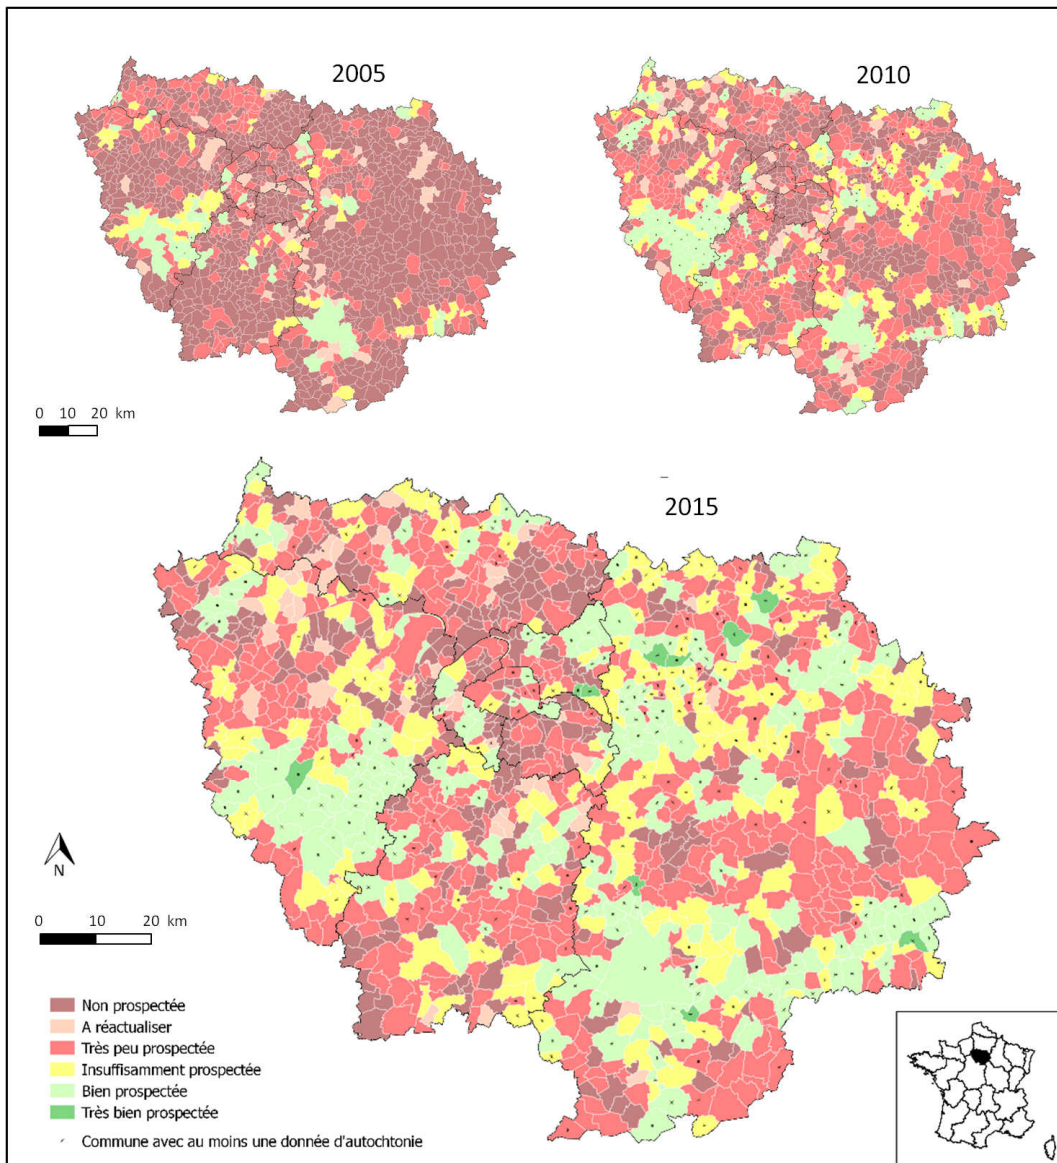 2005
2010
0 10 20 km
2015
N
0 10 20 km
Non prospectée
A réactualiser
Très peu prospectée
Insuffisamment prospectée
Bien prospectée
Très bien prospectée
Commune avec au moins une donnée d'autochtonie